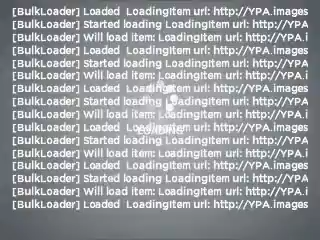 [BulkLoader] Loaded LoadingItem url: http://YPA.images
[BulkLoader] Started loading LoadingItem url: http://YPA
[BulkLoader] Will load item: LoadingItem url: http://YPA.i
[BulkLoader] Loaded LoadingItem url: http://YPA.images
[BulkLoader] Started loading LoadingItem url: http://YPA
[BulkLoader] Will load item: LoadingItem url: http://YPA.i
[BulkLoader] Loaded LoadingItem url: http://YPA.images
[BulkLoader] Started loading LoadingItem url: http://YPA
[BulkLoader] Will load item: LoadingItem url: http://YPA.i
[BulkLoader] Loaded LoadingItem url: http://YPA.images
[BulkLoader] Started loading LoadingItem url: http://YPA
[BulkLoader] Will load item: LoadingItem url: http://YPA.i
[BulkLoader] Loaded LoadingItem url: http://YPA.images
[BulkLoader] Started loading LoadingItem url: http://YPA
[BulkLoader] Will load item: LoadingItem url: http://YPA.i
[BulkLoader] Loaded LoadingItem url: http://YPA.images